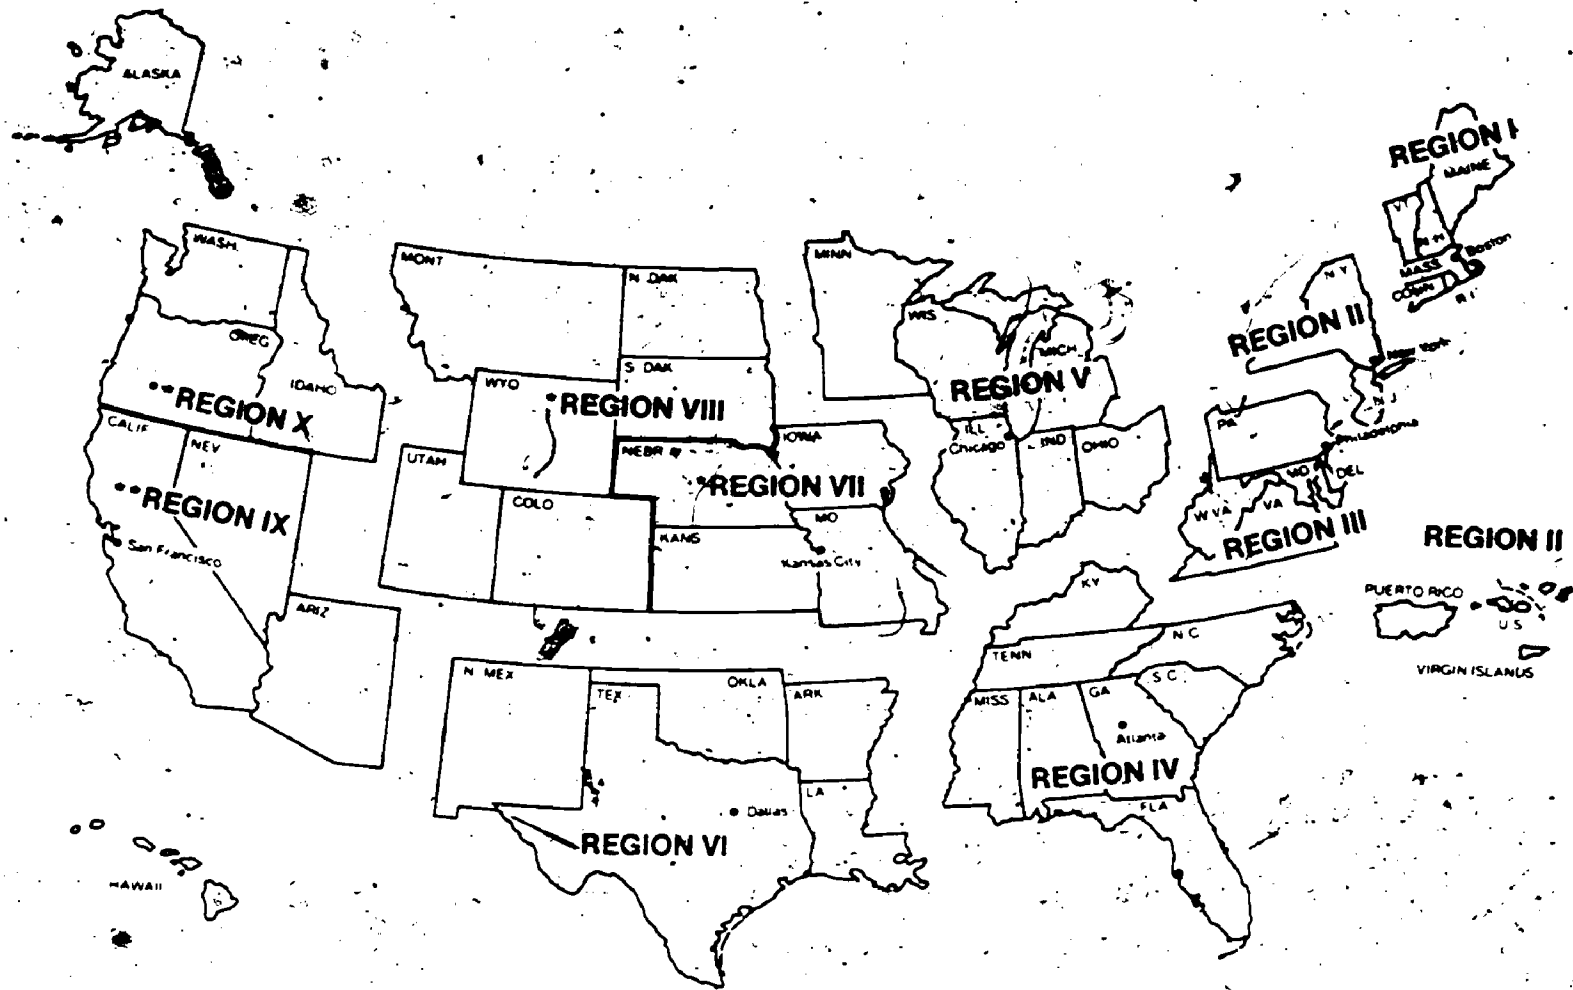 ALASKA
REGION I
MAINE
VT
N H
Boston
MASS
CONN
R I
WASH.
MONT
N DAK
MINN
N Y
WIS
REGION II
OREG
MICH
New York
S DAK
IDAHO
WYO
REGION V
**REGION X
*REGION VIII
N J
CALIF
NEV
ILL
PA
Philadelphia
IOWA
Chicago
IND
OHIO
UTAH
NEBR
MD
DEL
**REGION IX
*REGION VII
COLO
W VA
VA
MO
REGION III
REGION II
KANS
San Francisco
Kansas City
KY
PUERTO RICO
ARIZ
U S
VIRGIN ISLANDS
N C
TENN
N MEX
OKLA
S C
TEX
ARK
MISS
ALA
GA
Atlanta
REGION IV
LA
FLA
Dallas
REGION VI
HAWAII